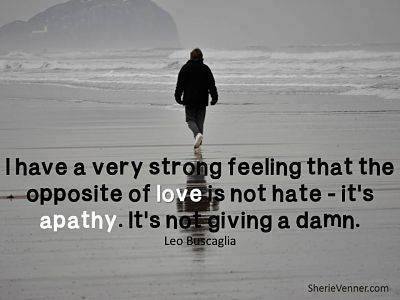 I have a very strong feeling that the
opposite of love is not hate - it's
apathy. It's not giving a damn.
Leo Buscaglia
SherieVenner.com